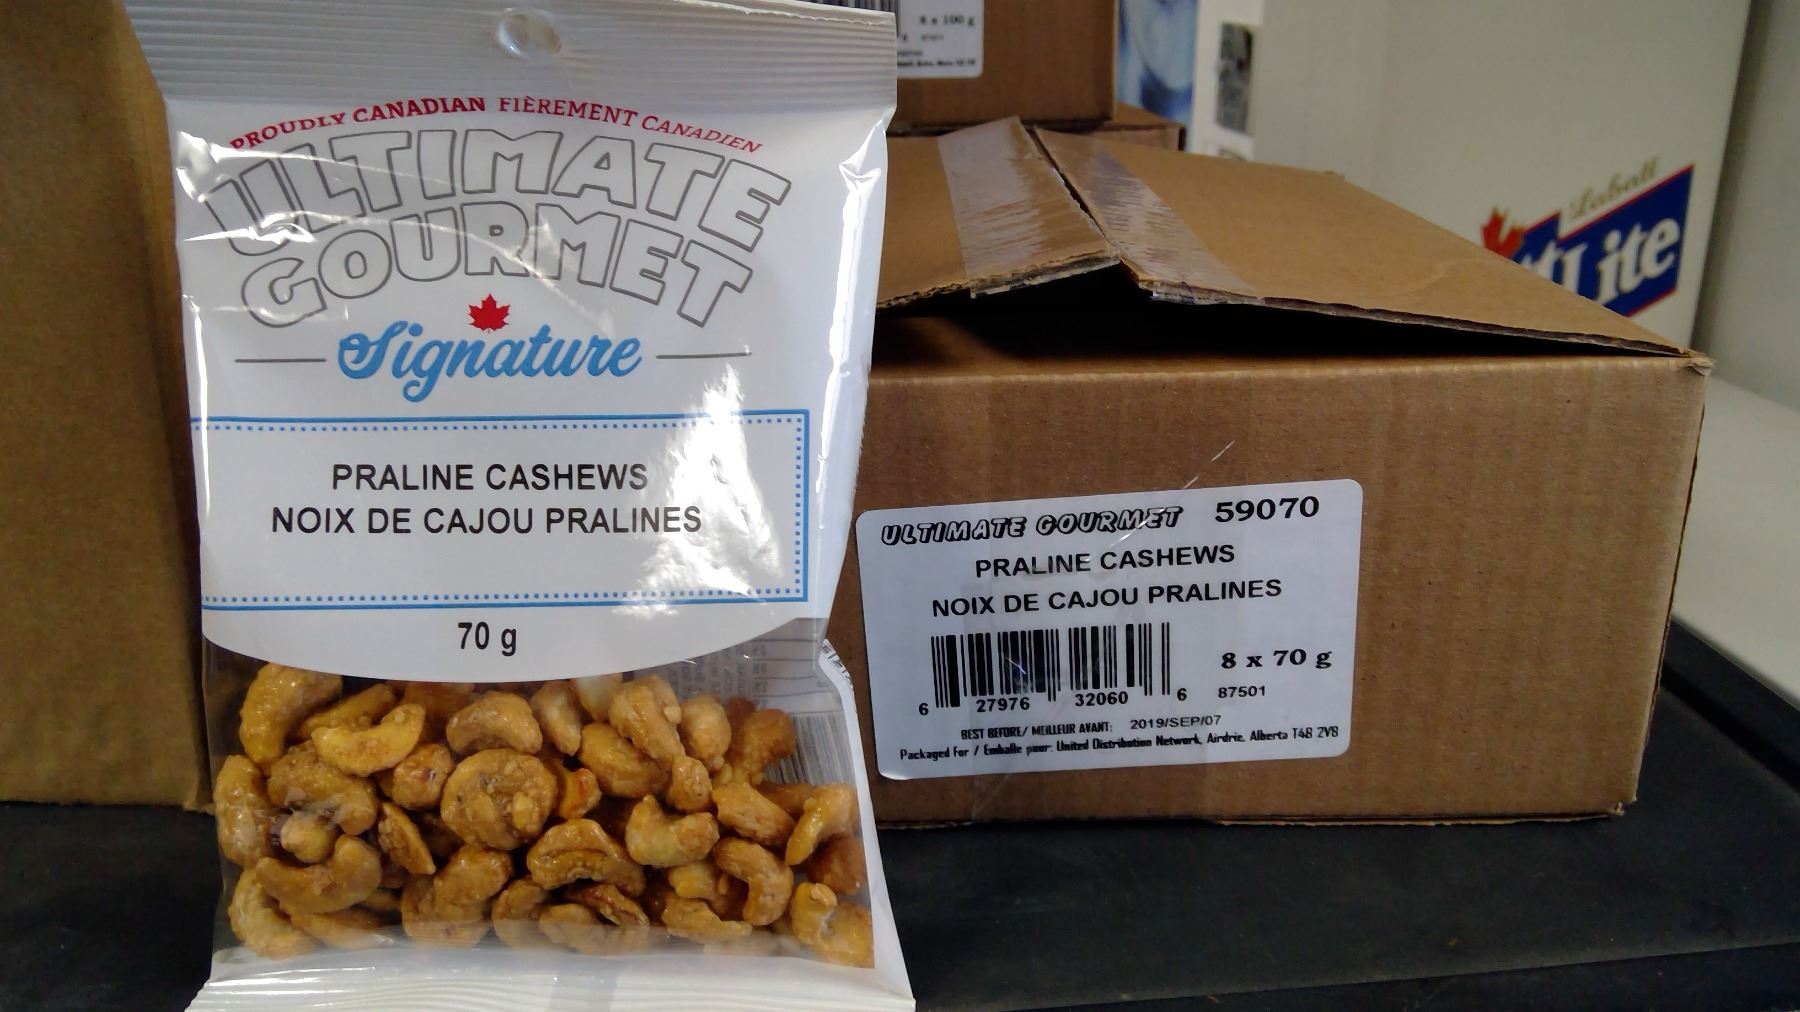 PROUDLY CANADIAN FIÈREMENT CANADIEN
ULTIMATE
GOURMET
Signature
PRALINE CASHEWS
NOIX DE CAJOU PRALINES
70 g
8 x 100 g
Labatt
Lite
ULTIMATE GOURMET 59070
PRALINE CASHEWS
NOIX DE CAJOU PRALINES
8 x 70 g
6 27976 32060 6
87501
BEST BEFORE/ MEILLEUR AVANT: 2019/SEP/07
Packaged For / Emballe pour: United Distribution Network, Airdrie, Alberta T4B 2V8